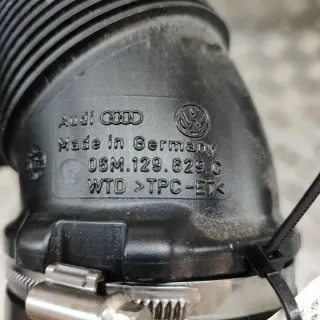 Audi
Made in Germany
06M.129.629.C
WTD >TPC-ET<